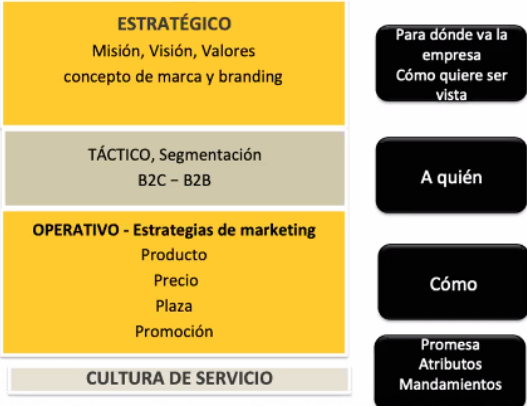 ESTRATÉGICO
Misión, Visión, Valores
concepto de marca y branding
Para dónde va la
empresa
Cómo quiere ser
vista
TÁCTICO, Segmentación
B2C – B2B
A quién
OPERATIVO - Estrategias de marketing
Producto
Precio
Plaza
Promoción
Cómo
CULTURA DE SERVICIO
Promesa
Atributos
Mandamientos